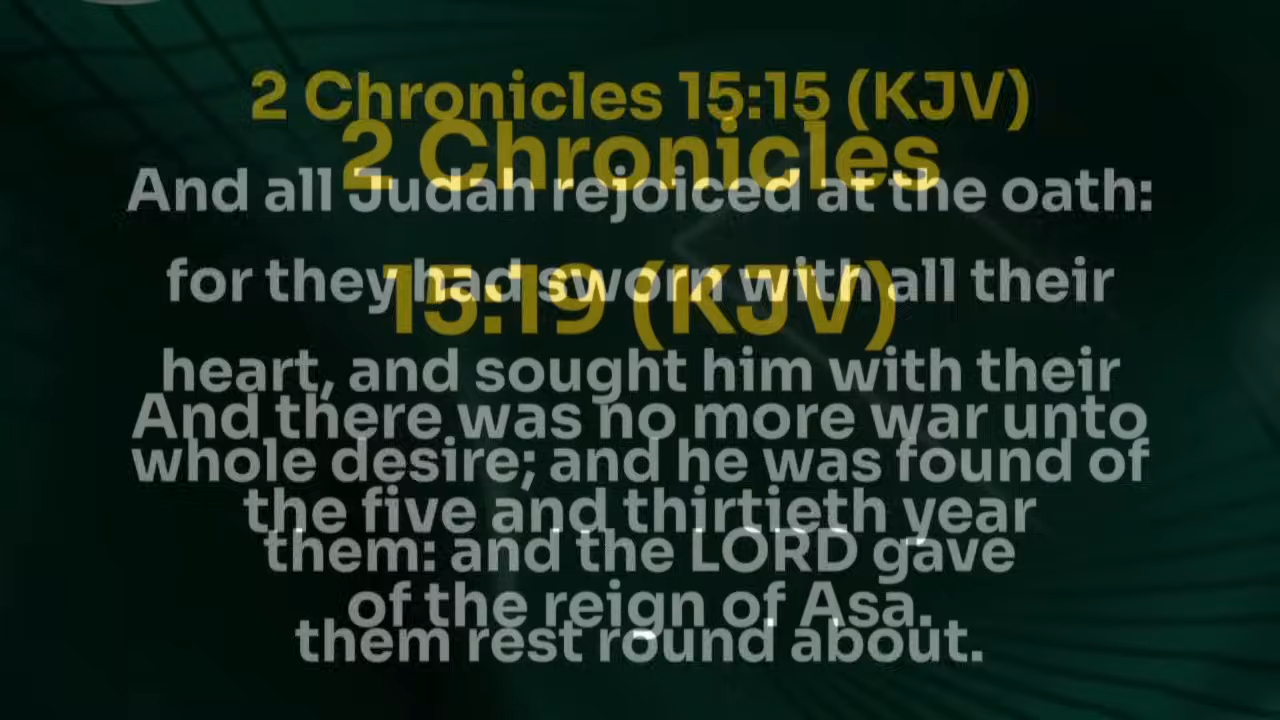 2 Chronicles 15:15 (KJV)
And all Judah rejoiced at the oath:
for they had sworn with all their
heart, and sought him with their
whole desire; and he was found of
them: and the LORD gave
them rest round about.
2 Chronicles
15:19 (KJV)
And there was no more war unto
the five and thirtieth year
of the reign of Asa.